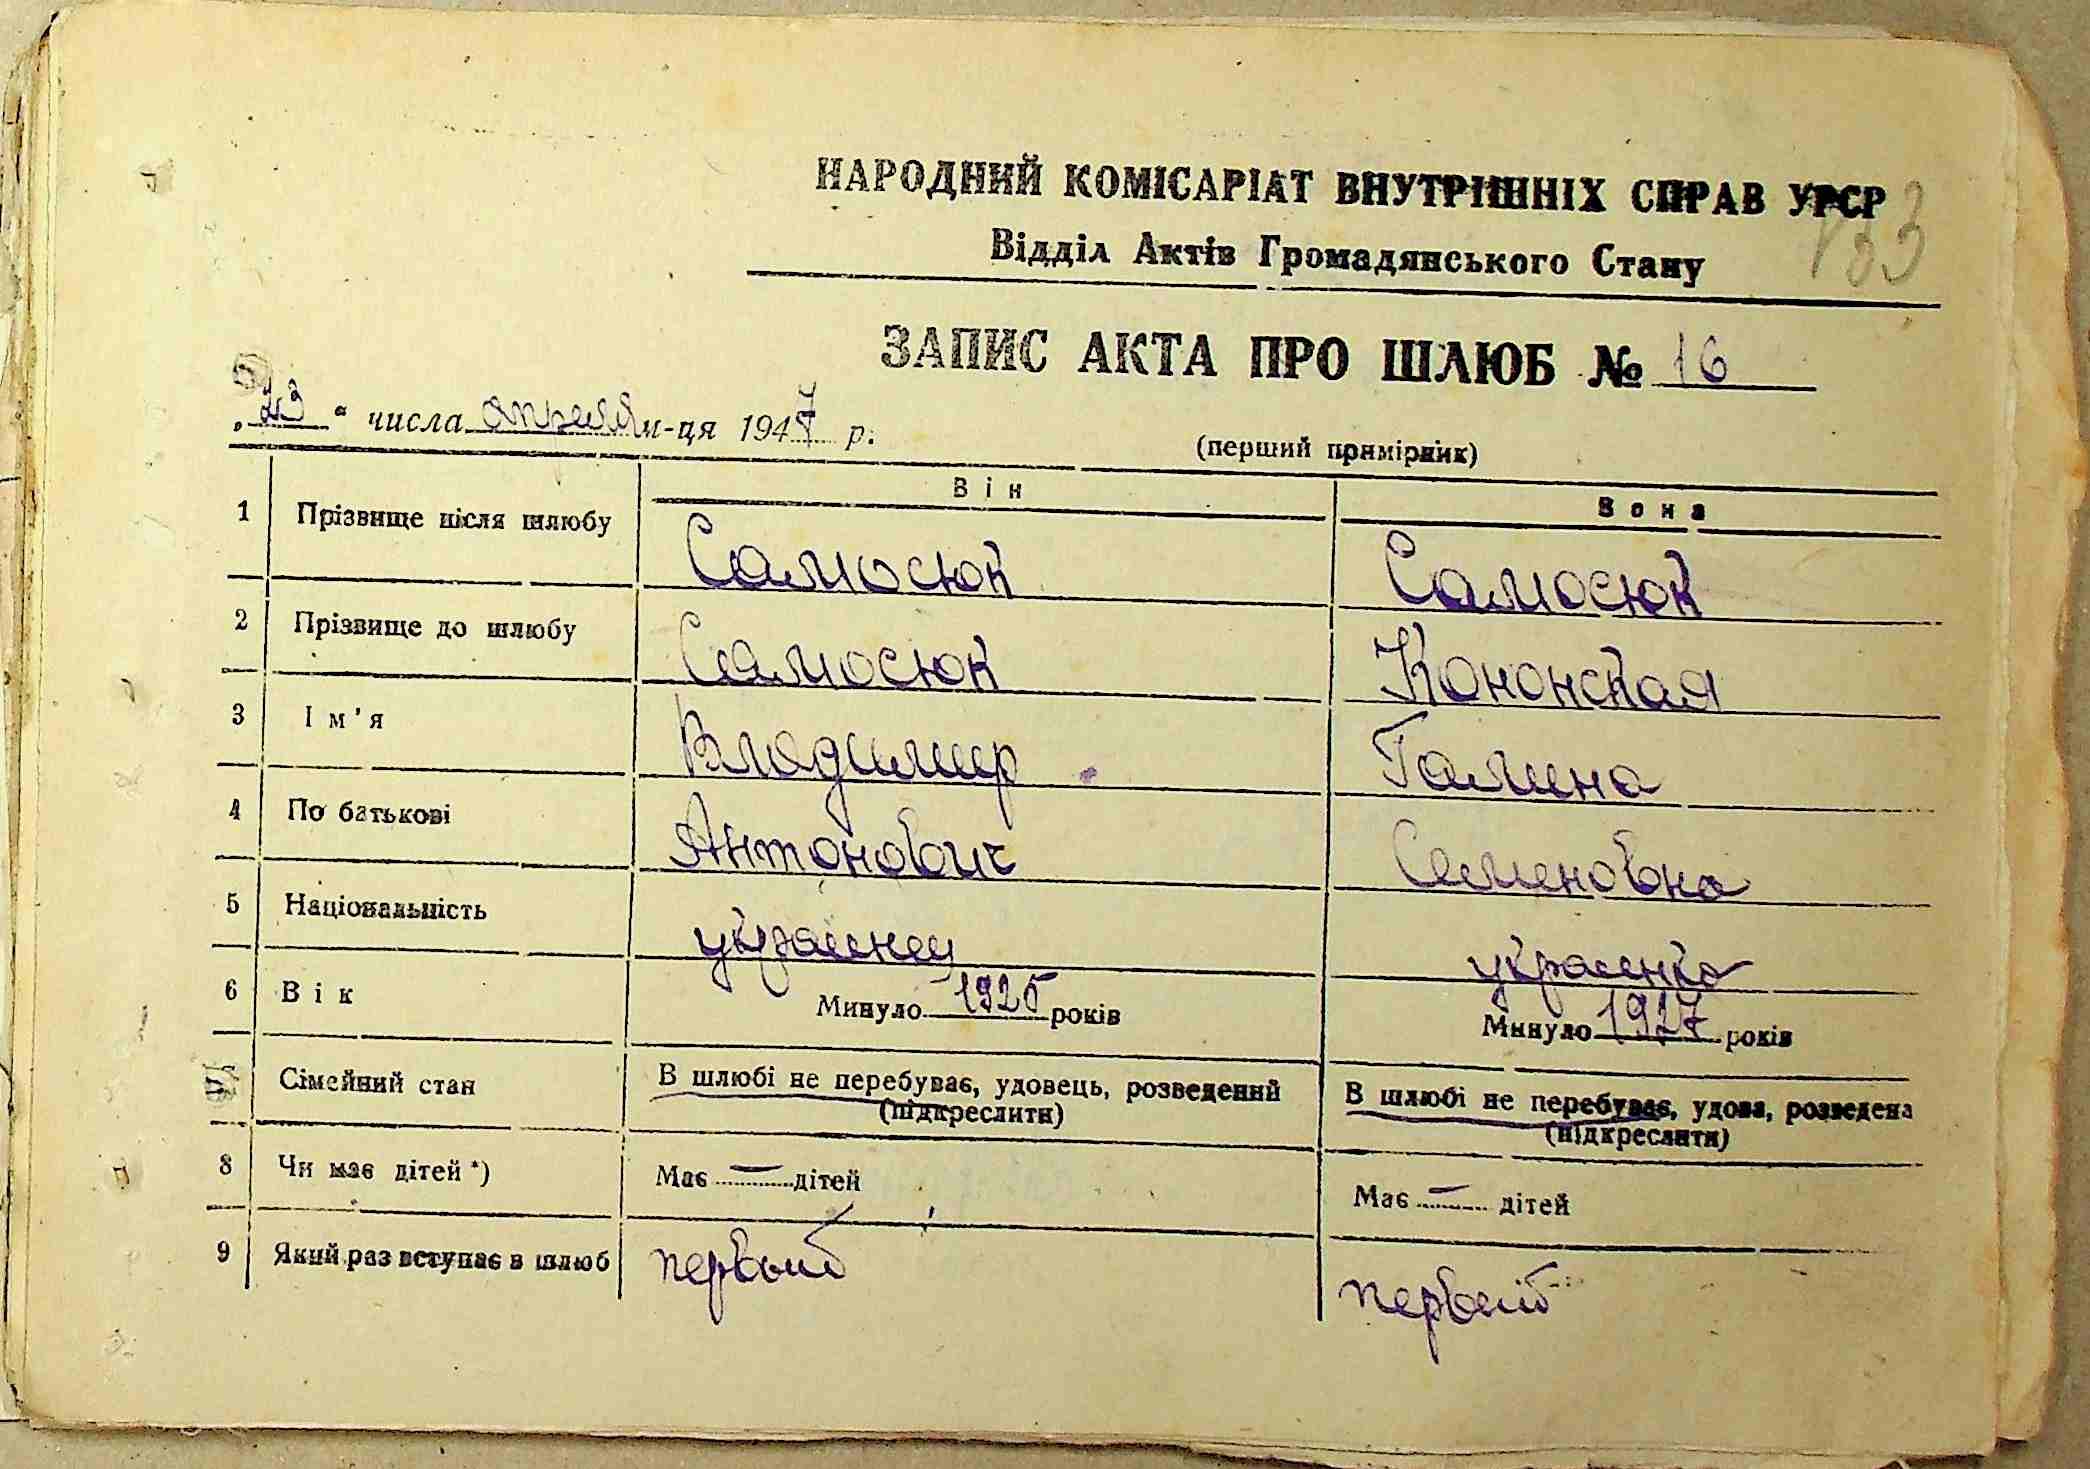 НАРОДНИЙ КОМІСАРІАТ ВНУТРІШНІХ СПРАВ УРСР
Відділ Актів Громадянського Стану
ЗАПИС АКТА ПРО ШЛЮБ № 16
„23“ числа апреля м-ця 1947 р.
(перший примірник)
Він Вона
1 Прізвище після шлюбу Самосюк Самосюк
2 Прізвище до шлюбу Самосюк Кононская
3 Ім'я Владимир Галина
4 По батькові Антонович Семеновна
5 Національність украинец украинка
6 Вік Минуло 1925 років Минуло 1927 років
Сімейний стан В шлюбі не перебуває, удовець, розведений В шлюбі не перебуває, удова, розведена
(підкреслити) (підкреслити)
8 Чи має дітей *) Має — дітей Має — дітей
9 Який раз вступає в шлюб первый первый